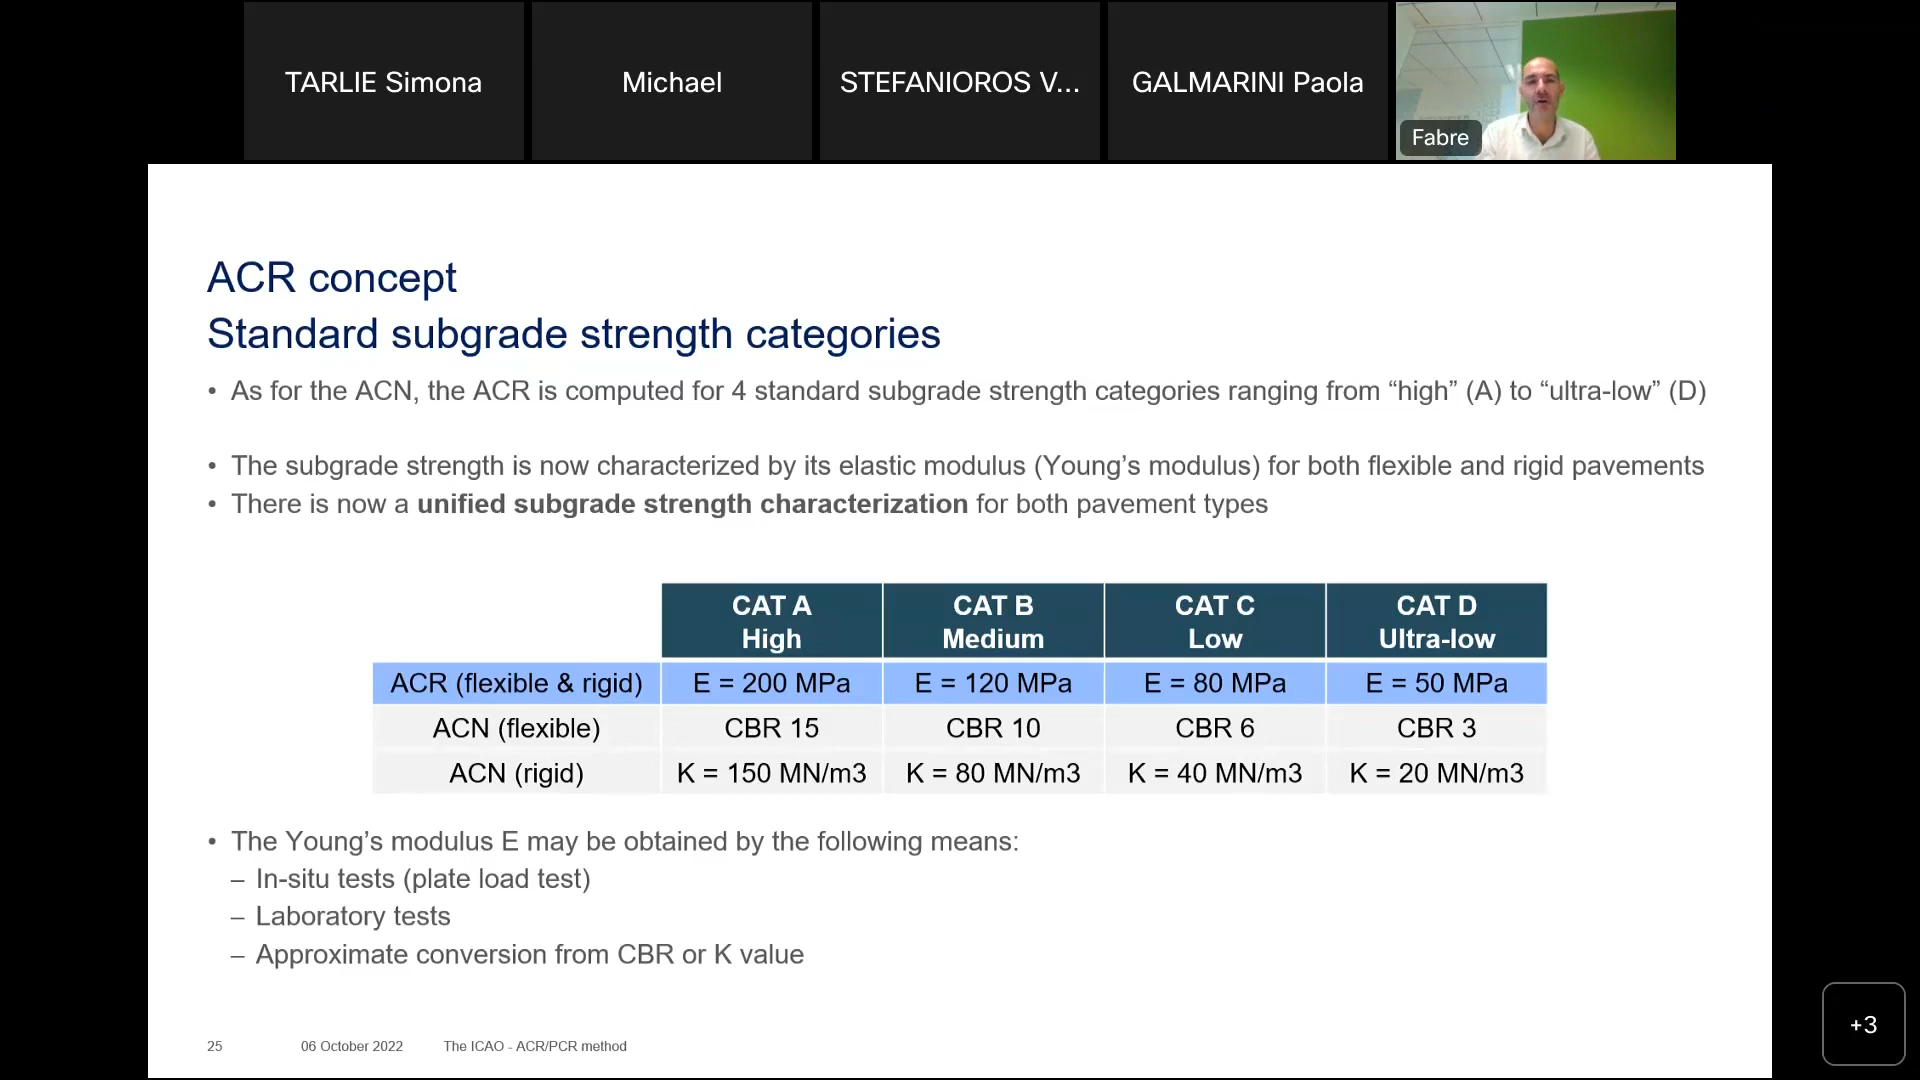 TARLIE Simona
Michael
STEFANIOROS V...
GALMARINI Paola
Fabre
ACR concept
Standard subgrade strength categories
• As for the ACN, the ACR is computed for 4 standard subgrade strength categories ranging from “high” (A) to “ultra-low” (D)
• The subgrade strength is now characterized by its elastic modulus (Young’s modulus) for both flexible and rigid pavements
• There is now a unified subgrade strength characterization for both pavement types
CAT A CAT B CAT C CAT D
High Medium Low Ultra-low
ACR (flexible & rigid) E = 200 MPa E = 120 MPa E = 80 MPa E = 50 MPa
ACN (flexible) CBR 15 CBR 10 CBR 6 CBR 3
ACN (rigid) K = 150 MN/m3 K = 80 MN/m3 K = 40 MN/m3 K = 20 MN/m3
• The Young’s modulus E may be obtained by the following means:
– In-situ tests (plate load test)
– Laboratory tests
– Approximate conversion from CBR or K value
25 06 October 2022 The ICAO - ACR/PCR method
+3